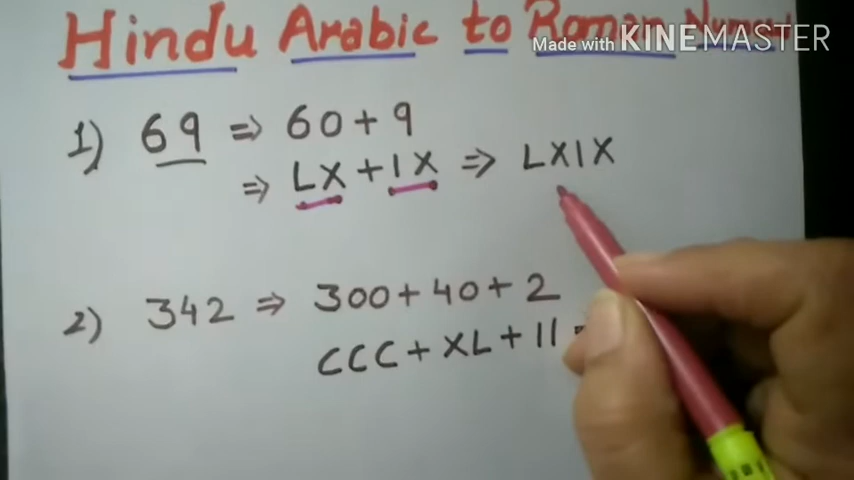 Hindu Arabic to Roman
Made with KINEMASTER
1) 69 ⇒ 60 + 9
⇒ LX + IX ⇒ LXIX
2) 342 ⇒ 300 + 40 + 2
CCC + XL + II